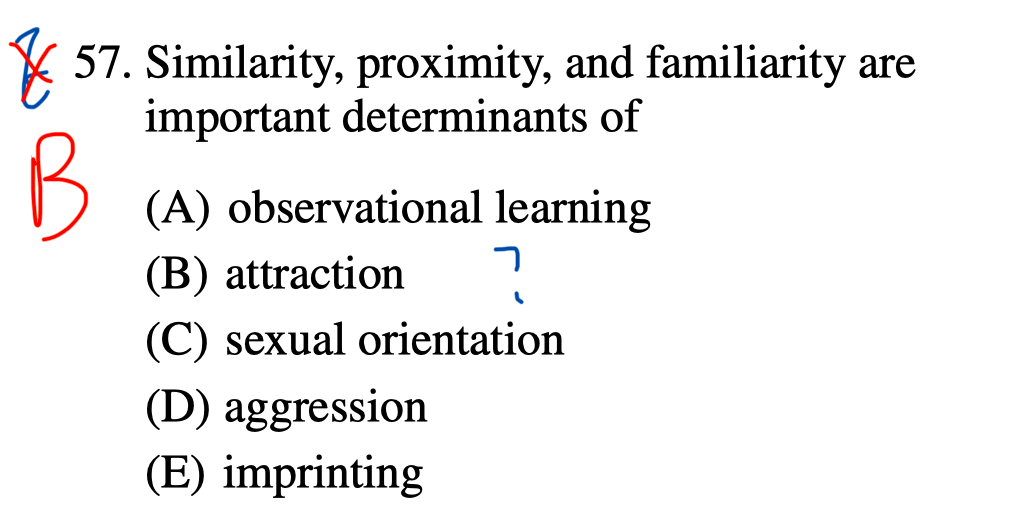 57. Similarity, proximity, and familiarity are
important determinants of
B
(A) observational learning
(B) attraction ?
(C) sexual orientation
(D) aggression
(E) imprinting